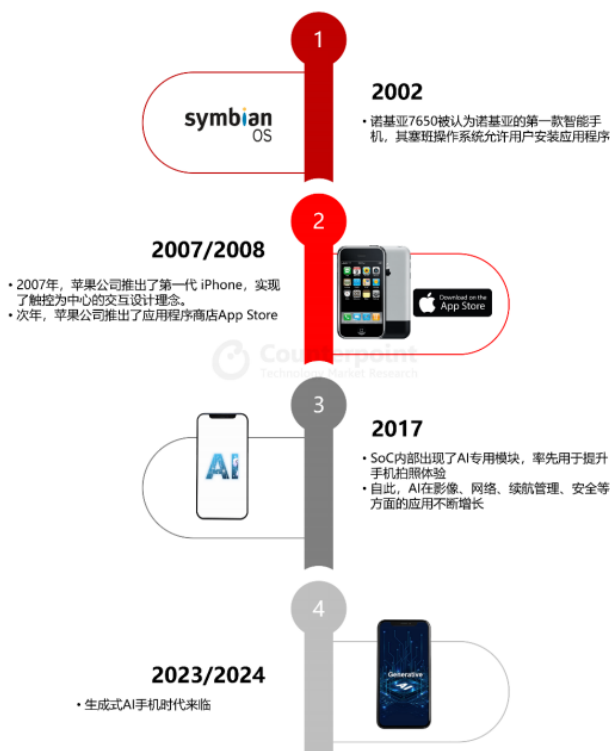 1
symbian
OS
2002
• 诺基亚7650被认为诺基亚的第一款智能手
机，其塞班操作系统允许用户安装应用程序
2
2007/2008
• 2007年，苹果公司推出了第一代 iPhone，实现
了触控为中心的交互设计理念。
• 次年，苹果公司推出了应用程序商店App Store
Download on the
App Store
Counterpoint
Technology Market Research
3
AI
2017
• SoC内部出现了AI专用模块，率先用于提升
手机拍照体验
• 自此，AI在影像、网络、续航管理、安全等
方面的应用不断增长
4
2023/2024
• 生成式AI手机时代来临
Generative
AI